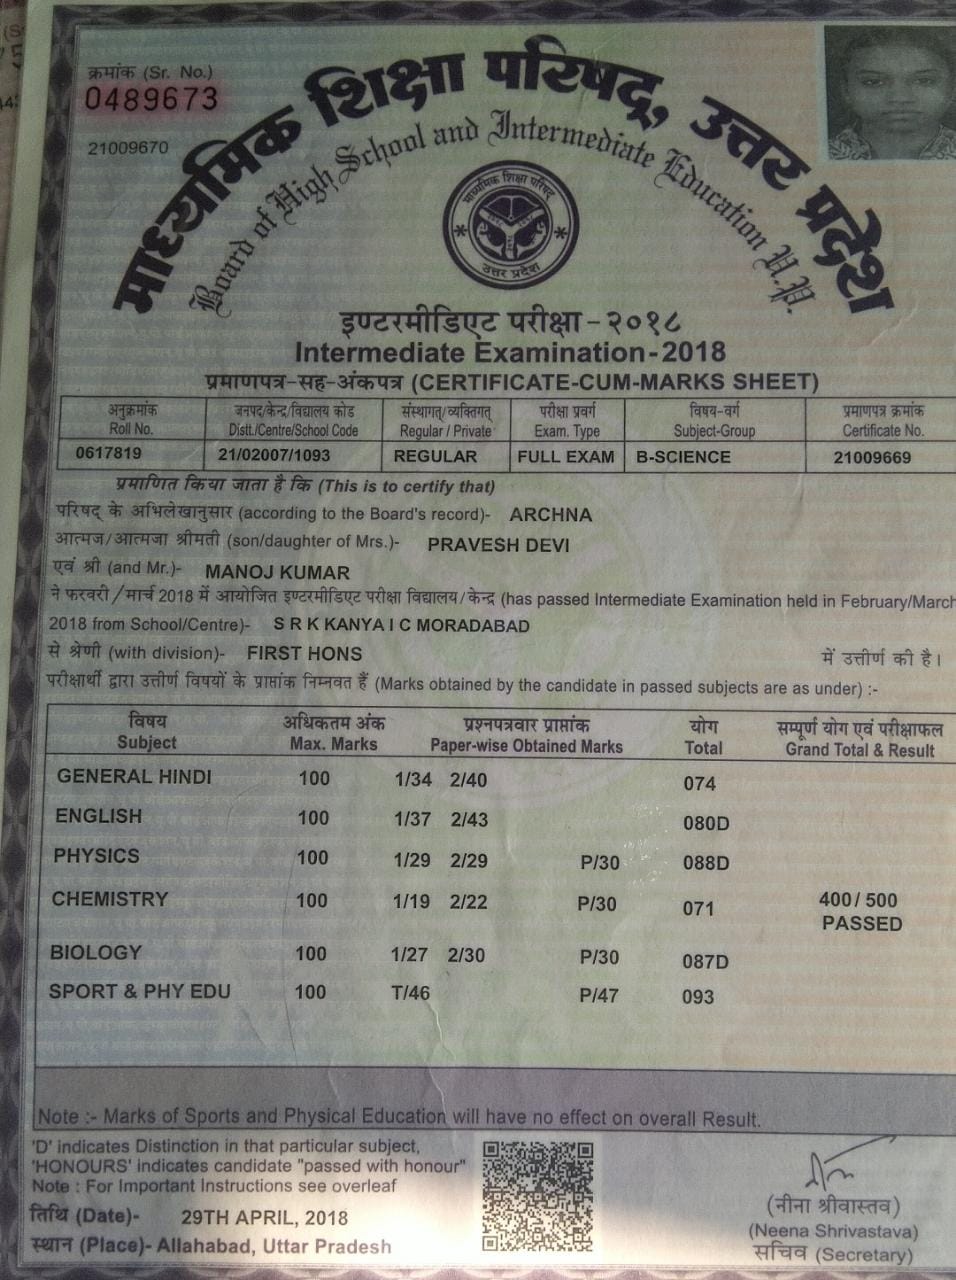 क्रमांक (Sr. No.)
0489673
21009670
माध्यमिक शिक्षा परिषद्, उत्तर प्रदेश
Board of High School and Intermediate Education U.P.
माध्यमिक शिक्षा परिषद्
उत्तर प्रदेश
इण्टरमीडिएट परीक्षा-२०१८
Intermediate Examination-2018
प्रमाणपत्र-सह-अंकपत्र (CERTIFICATE-CUM-MARKS SHEET)
अनुक्रमांक जनपद/केन्द्र/विद्यालय कोड संस्थागत्/व्यक्तिगत् परीक्षा प्रवर्ग विषय-वर्ग प्रमाणपत्र क्रमांक
Roll No. Distt./Centre/School Code Regular / Private Exam. Type Subject-Group Certificate No.
0617819 21/02007/1093 REGULAR FULL EXAM B-SCIENCE 21009669
प्रमाणित किया जाता है कि (This is to certify that)
परिषद् के अभिलेखानुसार (according to the Board's record)- ARCHNA
आत्मज/आत्मजा श्रीमती (son/daughter of Mrs.)- PRAVESH DEVI
एवं श्री (and Mr.)- MANOJ KUMAR
ने फरवरी/मार्च 2018 में आयोजित इण्टरमीडिएट परीक्षा विद्यालय/केन्द्र (has passed Intermediate Examination held in February/March
2018 from School/Centre)- S R K KANYA I C MORADABAD
से श्रेणी (with division)- FIRST HONS में उत्तीर्ण की है।
परीक्षार्थी द्वारा उत्तीर्ण विषयों के प्राप्तांक निम्नवत हैं (Marks obtained by the candidate in passed subjects are as under) :-
विषय अधिकतम अंक प्रश्नपत्रवार प्राप्तांक योग सम्पूर्ण योग एवं परीक्षाफल
Subject Max. Marks Paper-wise Obtained Marks Total Grand Total & Result
GENERAL HINDI 100 1/34 2/40 074
ENGLISH 100 1/37 2/43 080D
PHYSICS 100 1/29 2/29 P/30 088D
CHEMISTRY 100 1/19 2/22 P/30 071 400/ 500
PASSED
BIOLOGY 100 1/27 2/30 P/30 087D
SPORT & PHY EDU 100 T/46 P/47 093
Note :- Marks of Sports and Physical Education will have no effect on overall Result.
'D' indicates Distinction in that particular subject,
'HONOURS' indicates candidate "passed with honour"
Note : For Important Instructions see overleaf
तिथि (Date)- 29TH APRIL, 2018
स्थान (Place)- Allahabad, Uttar Pradesh
(नीना श्रीवास्तव)
(Neena Shrivastava)
सचिव (Secretary)